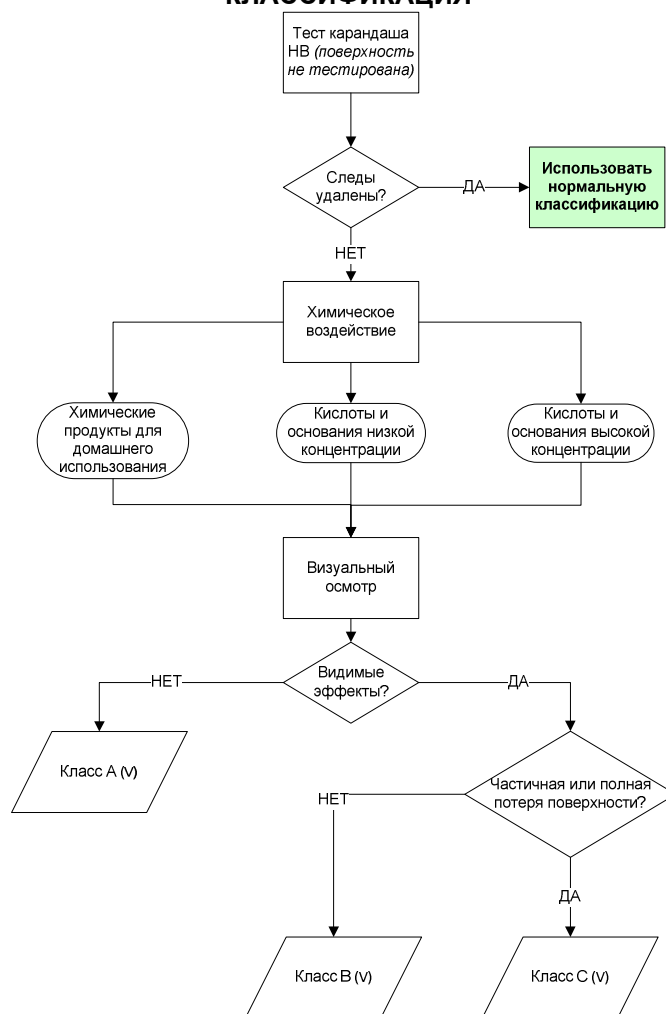 КЛАССИФИКАЦИЯ
Тест карандаша
HB (поверхность
не тестирована)
Следы
удалены?
ДА
Использовать
нормальную
классификацию
НЕТ
Химическое
воздействие
Химические
продукты для
домашнего
использования
Кислоты и
основания низкой
концентрации
Кислоты и
основания высокой
концентрации
Визуальный
осмотр
Видимые
эффекты?
НЕТ
ДА
Класс А (V)
Частичная или полная
потеря поверхности?
НЕТ
ДА
Класс В (V)
Класс С (V)